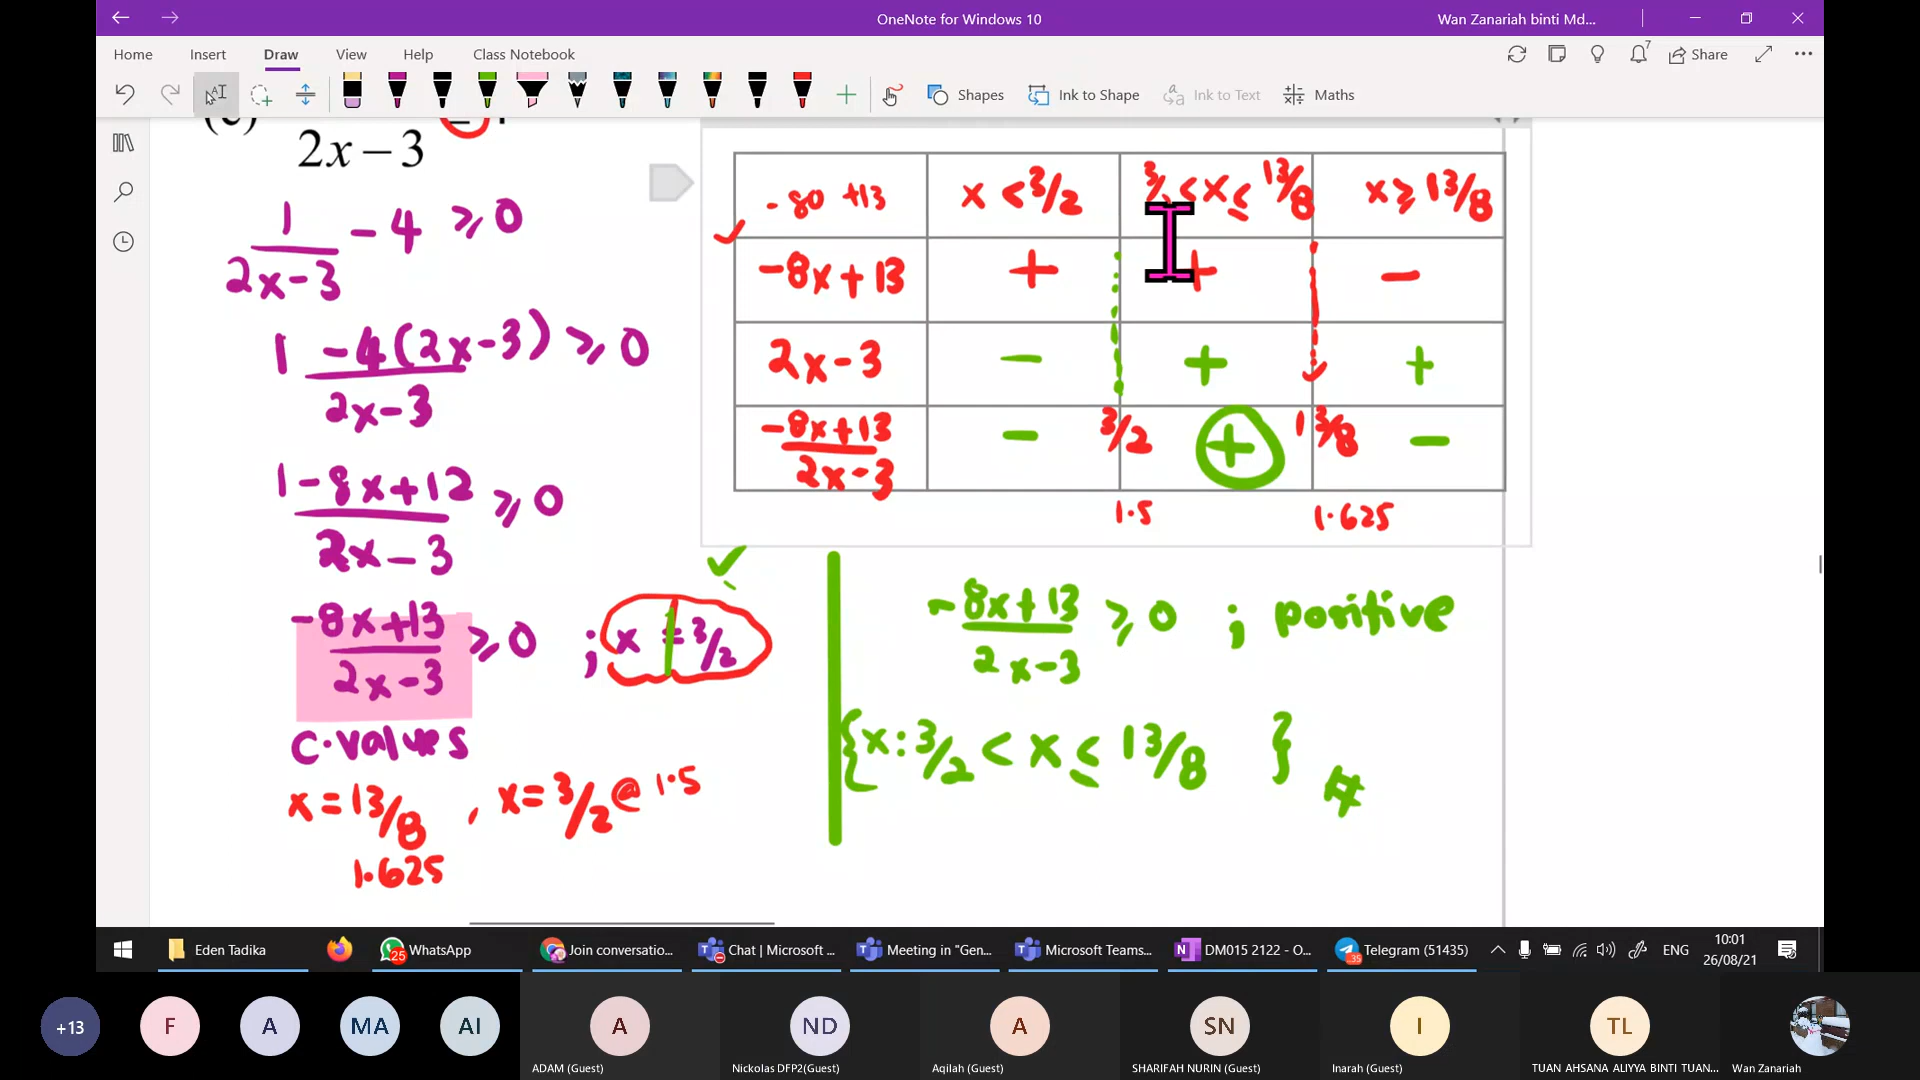 OneNote for Windows 10
Wan Zanariah binti Md...
Home Insert Draw View Help Class Notebook
7
Share
Shapes Ink to Shape Ink to Text Maths
2x − 3
1/(2x-3) - 4 ≥ 0
1 -4(2x-3)/(2x-3) ≥ 0
(1-8x+12)/(2x-3) ≥ 0
(-8x+13)/(2x-3) ≥ 0 ; x ≠ 3/2
C.values
x = 13/8 , x = 3/2 @ 1.5
1.625
-80 +13 x < 3/2 3/2 < x ≤ 13/8 x ≥ 13/8
-8x+13 + + -
2x-3 - + +
(-8x+13)/(2x-3) - 3/2 + 13/8 -
1.5 1.625
(-8x+13)/(2x-3) ≥ 0 ; positive
{x : 3/2 < x ≤ 13/8 } #
Eden Tadika
25 WhatsApp
Join conversatio...
Chat | Microsoft ...
Meeting in "Gen...
Microsoft Teams...
DM015 2122 - O...
Telegram (51435)
ENG
10:01
26/08/21
+13 F A MA AI A ND A SN I TL
ADAM (Guest) Nickolas DFP2(Guest) Aqilah (Guest) SHARIFAH NURIN (Guest) Inarah (Guest) TUAN AHSANA ALIYYA BINTI TUAN... Wan Zanariah